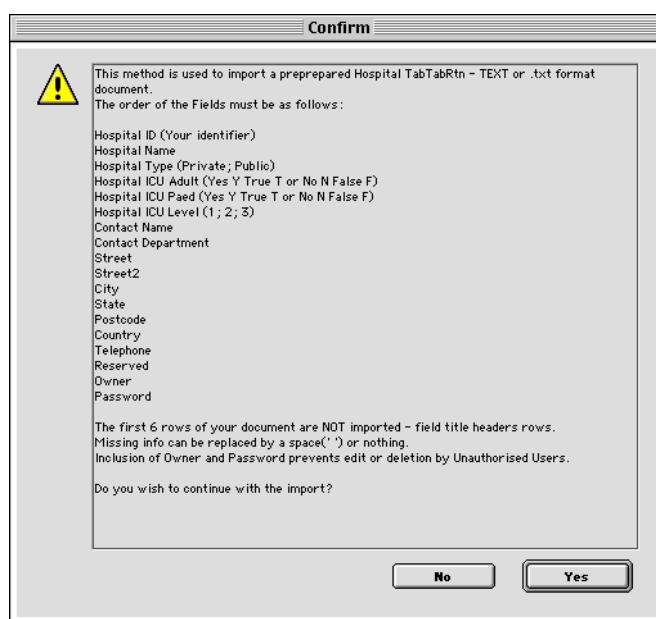 Confirm
This method is used to import a preprepared Hospital TabTabRtn - TEXT or .txt format
document.
The order of the Fields must be as follows:
Hospital ID (Your identifier)
Hospital Name
Hospital Type (Private; Public)
Hospital ICU Adult (Yes Y True T or No N False F)
Hospital ICU Paed (Yes Y True T or No N False F)
Hospital ICU Level (1; 2; 3)
Contact Name
Contact Department
Street
Street2
City
State
Postcode
Country
Telephone
Reserved
Owner
Password
The first 6 rows of your document are NOT imported - field title headers rows.
Missing info can be replaced by a space(' ') or nothing.
Inclusion of Owner and Password prevents edit or deletion by Unauthorised Users.
Do you wish to continue with the import?
No Yes